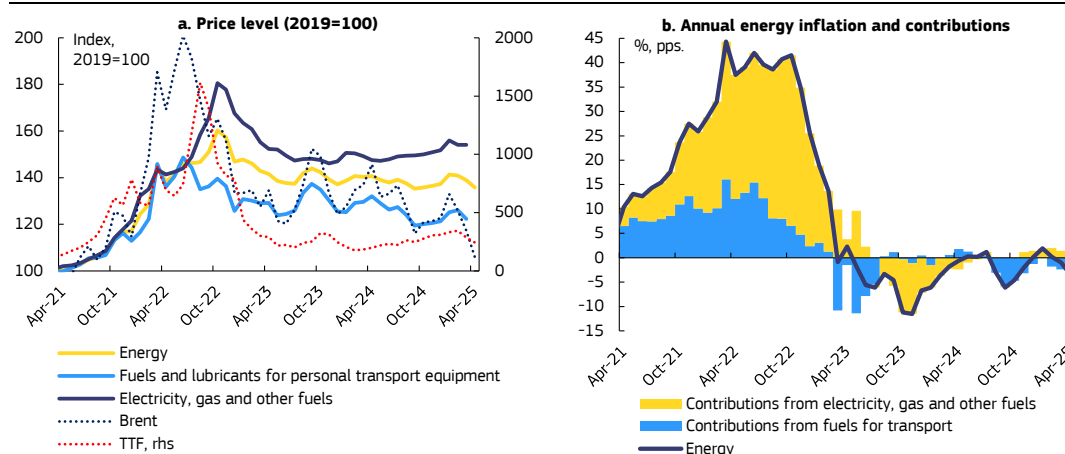 a. Price level (2019=100)
Index,
2019=100
200
180
160
140
120
100
2000
1500
1000
500
0
Apr-21
Oct-21
Apr-22
Oct-22
Apr-23
Oct-23
Apr-24
Oct-24
Apr-25
Energy
Fuels and lubricants for personal transport equipment
Electricity, gas and other fuels
Brent
TTF, rhs
b. Annual energy inflation and contributions
%, pps.
45
40
35
30
25
20
15
10
5
0
-5
-10
-15
Apr-21
Oct-21
Apr-22
Oct-22
Apr-23
Oct-23
Apr-24
Oct-24
Apr-25
Contributions from electricity, gas and other fuels
Contributions from fuels for transport
Energy